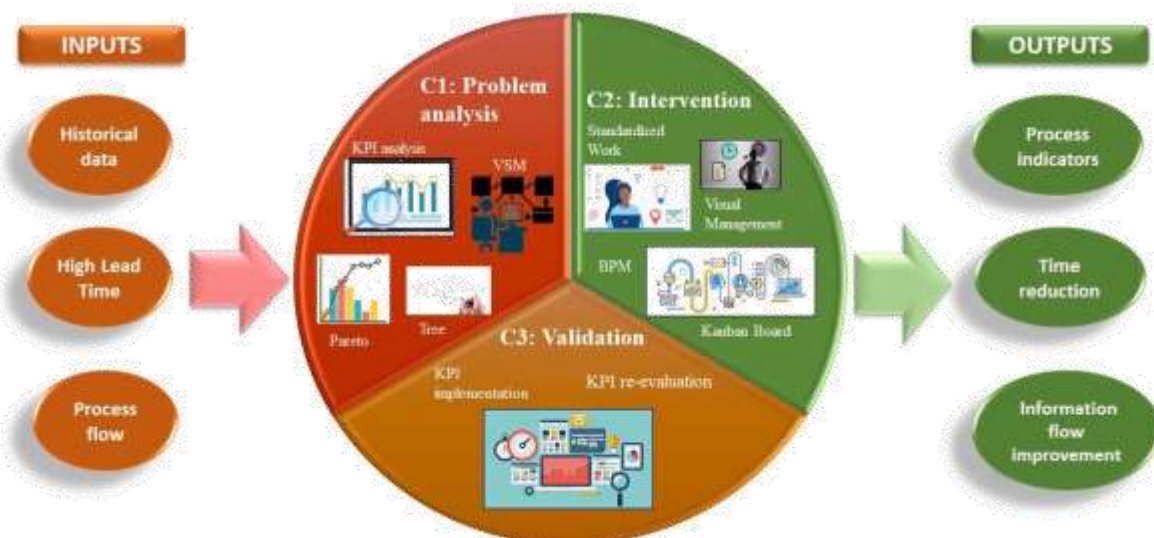 INPUTS
Historical
data
High Lead
Time
Process
flow
C1: Problem
analysis
KPI analysis
VSM
Pareto
Tree
C2: Intervention
Standardized
Work
Visual
Management
BPM
Kanban Board
C3: Validation
KPI
implementation
KPI re-evaluation
OUTPUTS
Process
indicators
Time
reduction
Information
flow
improvement